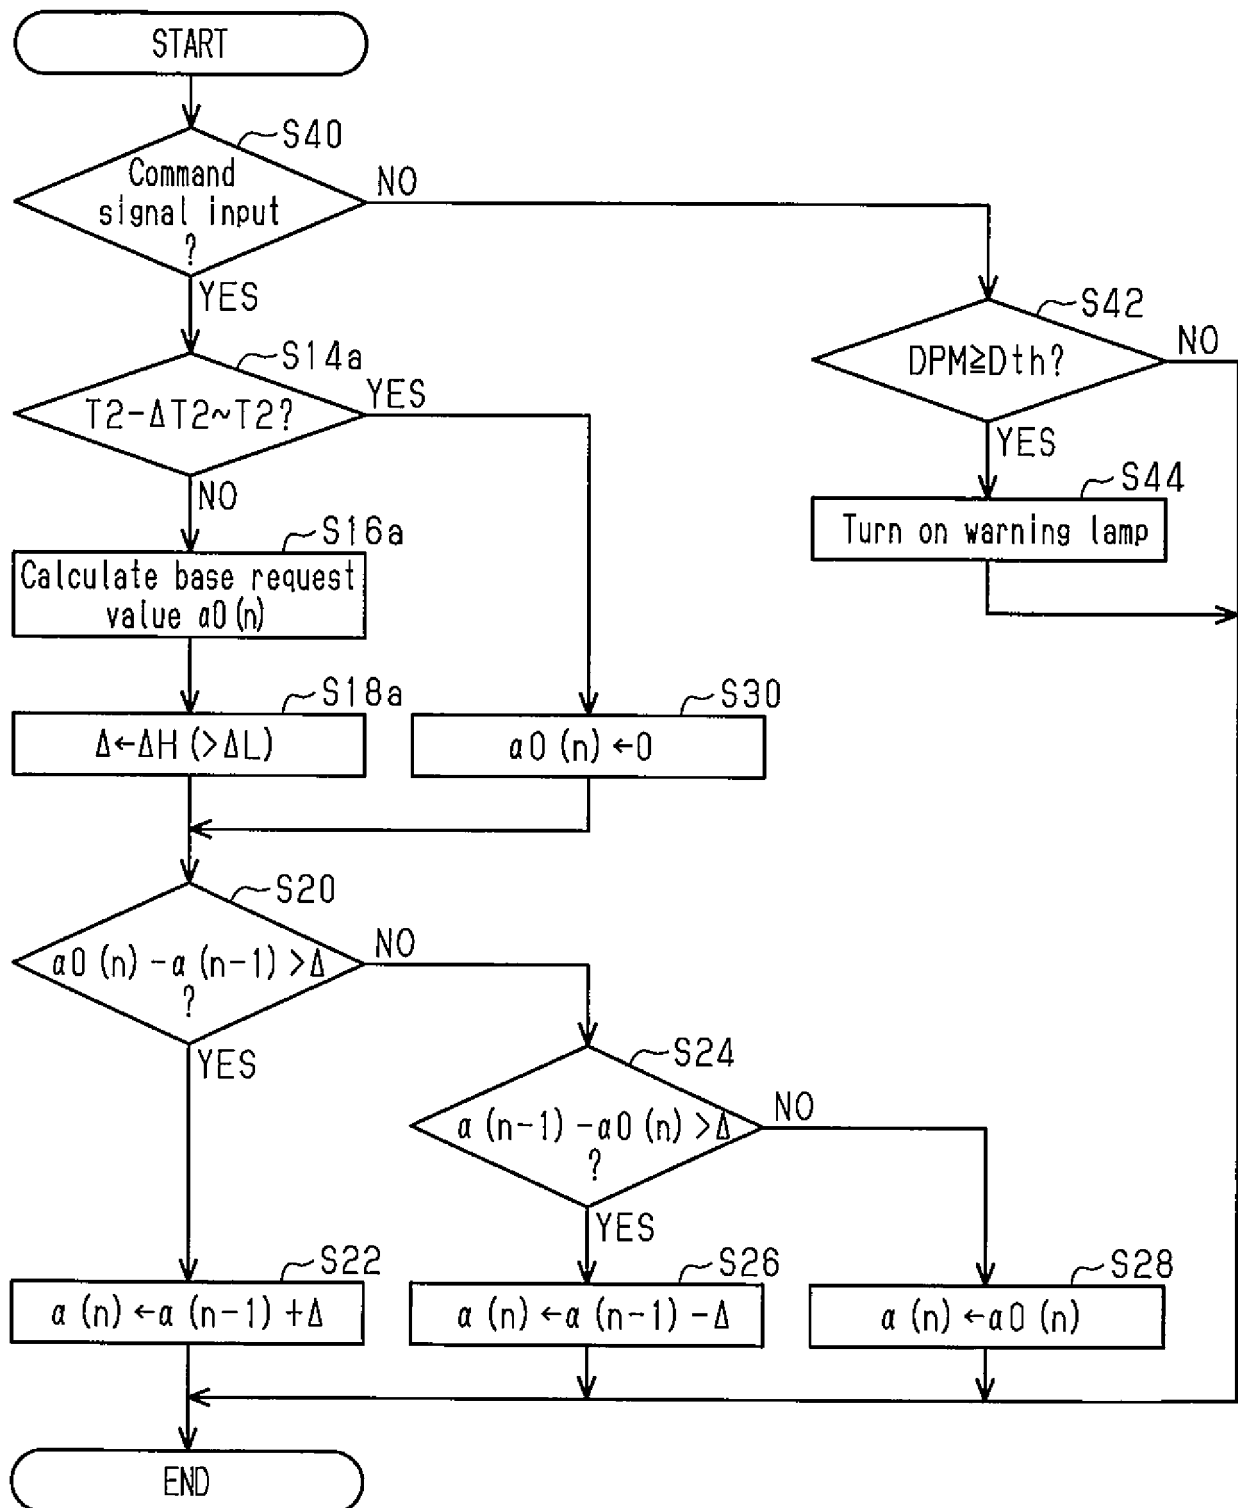 START
S40
Command
signal input
?
NO
YES
S42
DPM≧Dth?
NO
YES
S14a
T2-ΔT2~T2?
YES
NO
S44
Turn on warning lamp
S16a
Calculate base request
value α0(n)
S18a
Δ←ΔH(>ΔL)
S30
α0(n)←0
S20
α0(n)-α(n-1)>Δ
?
NO
YES
S24
α(n-1)-α0(n)>Δ
?
NO
YES
S22
α(n)←α(n-1)+Δ
S26
α(n)←α(n-1)-Δ
S28
α(n)←α0(n)
END